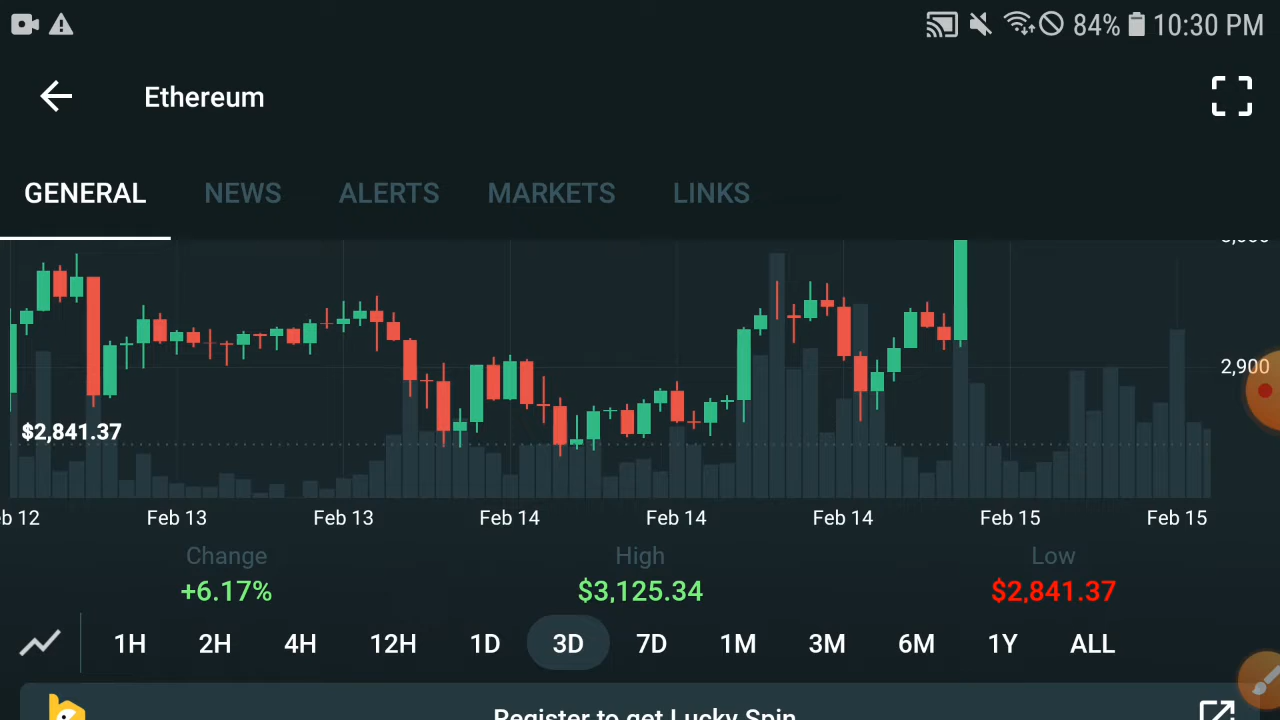 84% 10:30 PM
Ethereum
GENERAL NEWS ALERTS MARKETS LINKS
2,900
$2,841.37
b 12 Feb 13 Feb 13 Feb 14 Feb 14 Feb 14 Feb 15 Feb 15
Change High Low
+6.17% $3,125.34 $2,841.37
1H 2H 4H 12H 1D 3D 7D 1M 3M 6M 1Y ALL
Register to get Lucky Spin